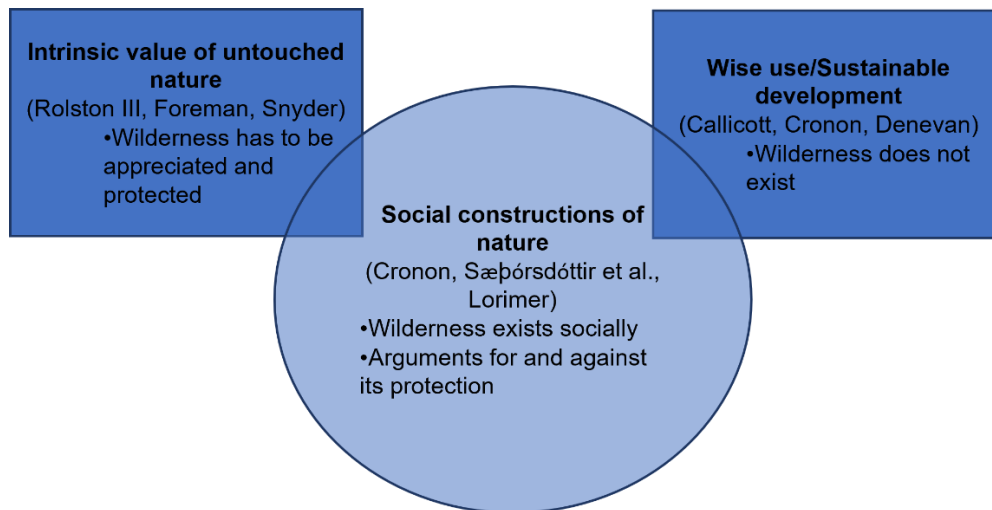 Intrinsic value of untouched
nature
(Rolston III, Foreman, Snyder)
•Wilderness has to be
appreciated and
protected
Wise use/Sustainable
development
(Callicott, Cronon, Denevan)
•Wilderness does not
exist
Social constructions of
nature
(Cronon, Sæþórsdóttir et al.,
Lorimer)
•Wilderness exists socially
•Arguments for and against
its protection